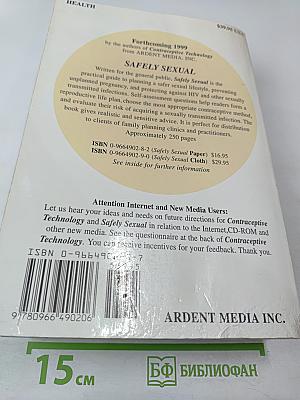 HEALTH
$39.95 USA
Forthcoming 1999
by the authors of Contraceptive Technology
from ARDENT MEDIA, INC.
SAFELY SEXUAL
Written for the general public, Safely Sexual is the
practical guide to planning a safer sexual lifestyle, preventing
unplanned pregnancy, and protecting against HIV and other sexually
transmitted infections. Self-assessment questions help readers form a
reproductive life plan, choose the most appropriate contraceptive method,
and evaluate their risk of acquiring a sexually transmitted infection. The
book gives realistic and sensitive advice. It is perfect for distribution
to clients of family planning clinics and practitioners.
Approximately 250 pages
ISBN 0-9664902-8-2 (Safely Sexual Paper) $16.95
ISBN 0-9664902-9-0 (Safely Sexual Cloth) $29.95
See inside for further information
Attention Internet and New Media Users:
Let us hear your ideas and needs on future directions for Contraceptive
Technology and Safely Sexual in relation to the Internet, CD-ROM and
other new media. See the questionnaire at the back of Contraceptive
Technology. You can receive incentives for your feedback. Thank you.
ISBN 0-966490
9780966490206
ARDENT MEDIA INC.
15 СМ
БФ БИБЛИОФАН